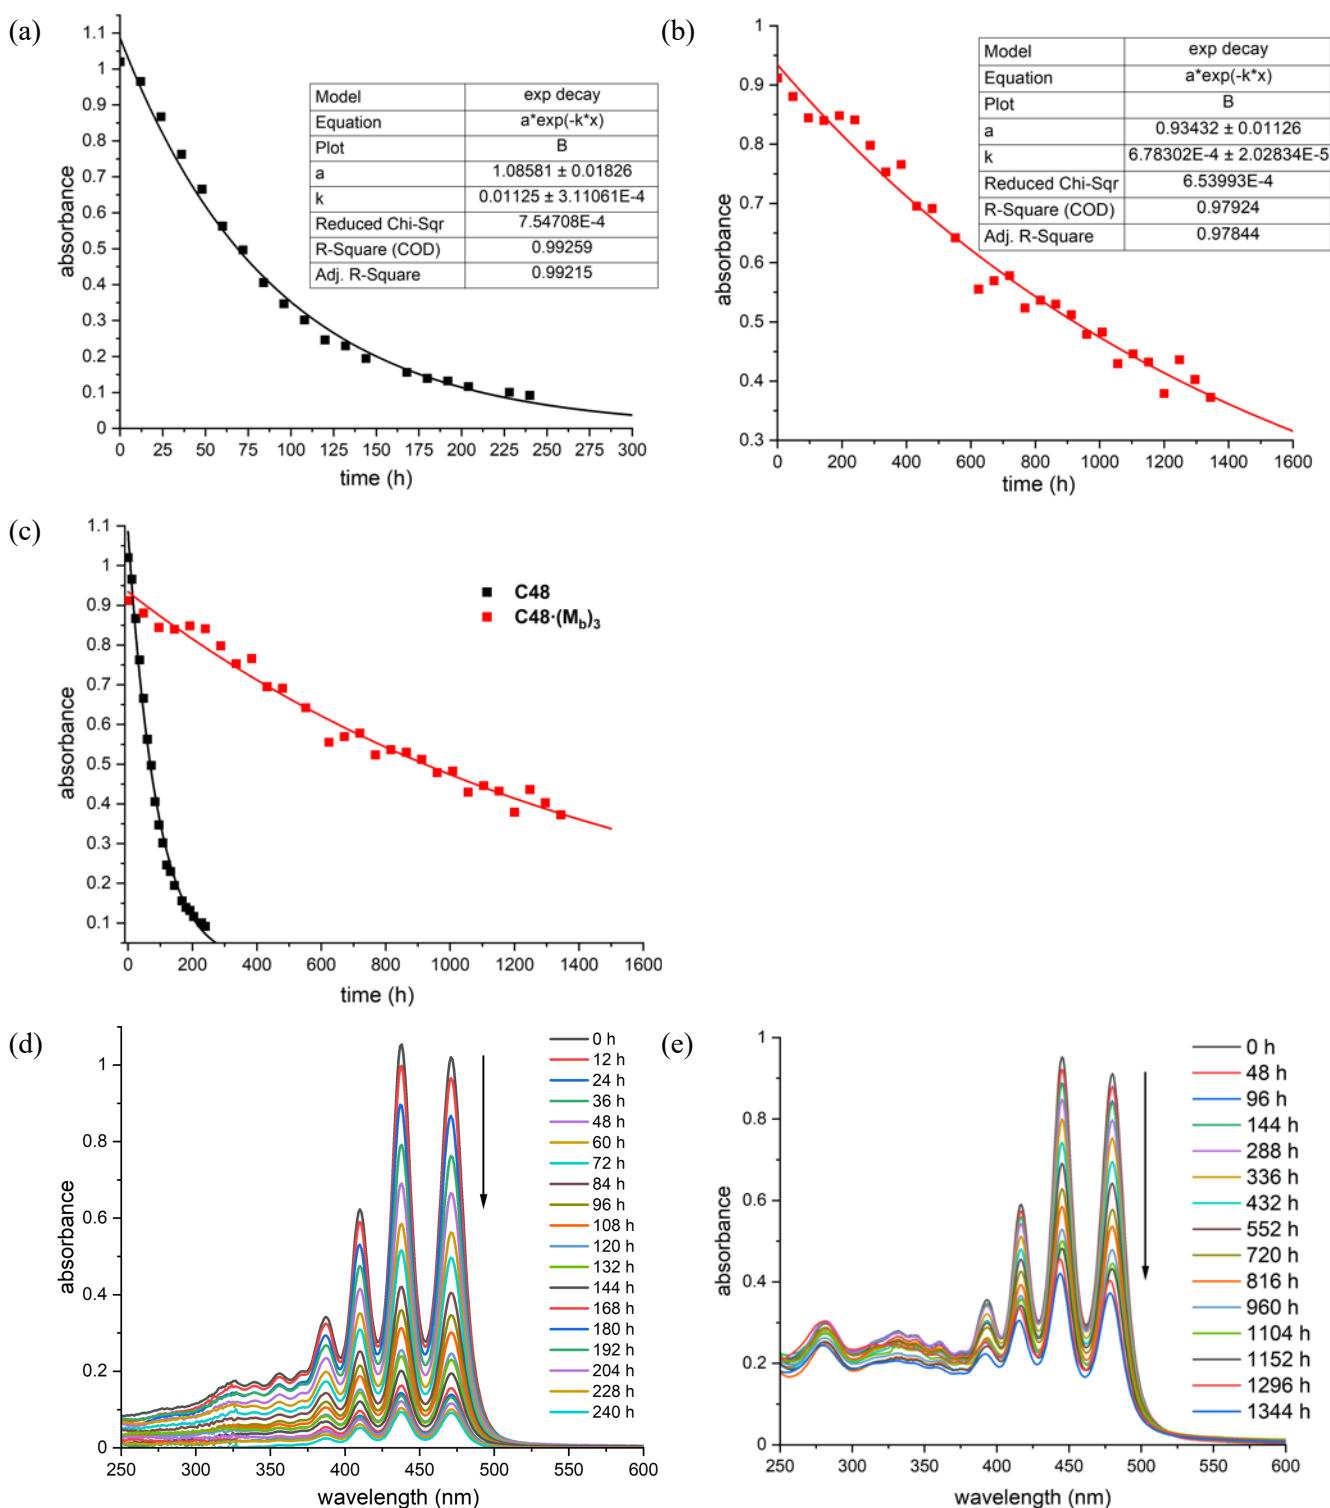 (a)
1.1
1
0.9
0.8
0.7
0.6
0.5
0.4
0.3
0.2
0.1
0
absorbance
Model exp decay
Equation a*exp(-k*x)
Plot B
a 1.08581 ± 0.01826
k 0.01125 ± 3.11061E-4
Reduced Chi-Sqr 7.54708E-4
R-Square (COD) 0.99259
Adj. R-Square 0.99215
0 25 50 75 100 125 150 175 200 225 250 275 300
time (h)
(b)
1
0.9
0.8
0.7
0.6
0.5
0.4
0.3
absorbance
Model exp decay
Equation a*exp(-k*x)
Plot B
a 0.93432 ± 0.01126
k 6.78302E-4 ± 2.02834E-5
Reduced Chi-Sqr 6.53993E-4
R-Square (COD) 0.97924
Adj. R-Square 0.97844
0 200 400 600 800 1000 1200 1400 1600
time (h)
(c)
1.1
1
0.9
0.8
0.7
0.6
0.5
0.4
0.3
0.2
0.1
absorbance
C48
C48·(Mb)3
0 200 400 600 800 1000 1200 1400 1600
time (h)
(d)
1
0.8
0.6
0.4
0.2
0
absorbance
0 h
12 h
24 h
36 h
48 h
60 h
72 h
84 h
96 h
108 h
120 h
132 h
144 h
168 h
180 h
192 h
204 h
228 h
240 h
250 300 350 400 450 500 550 600
wavelength (nm)
(e)
1
0.8
0.6
0.4
0.2
0
absorbance
0 h
48 h
96 h
144 h
288 h
336 h
432 h
552 h
720 h
816 h
960 h
1104 h
1152 h
1296 h
1344 h
250 300 350 400 450 500 550 600
wavelength (nm)